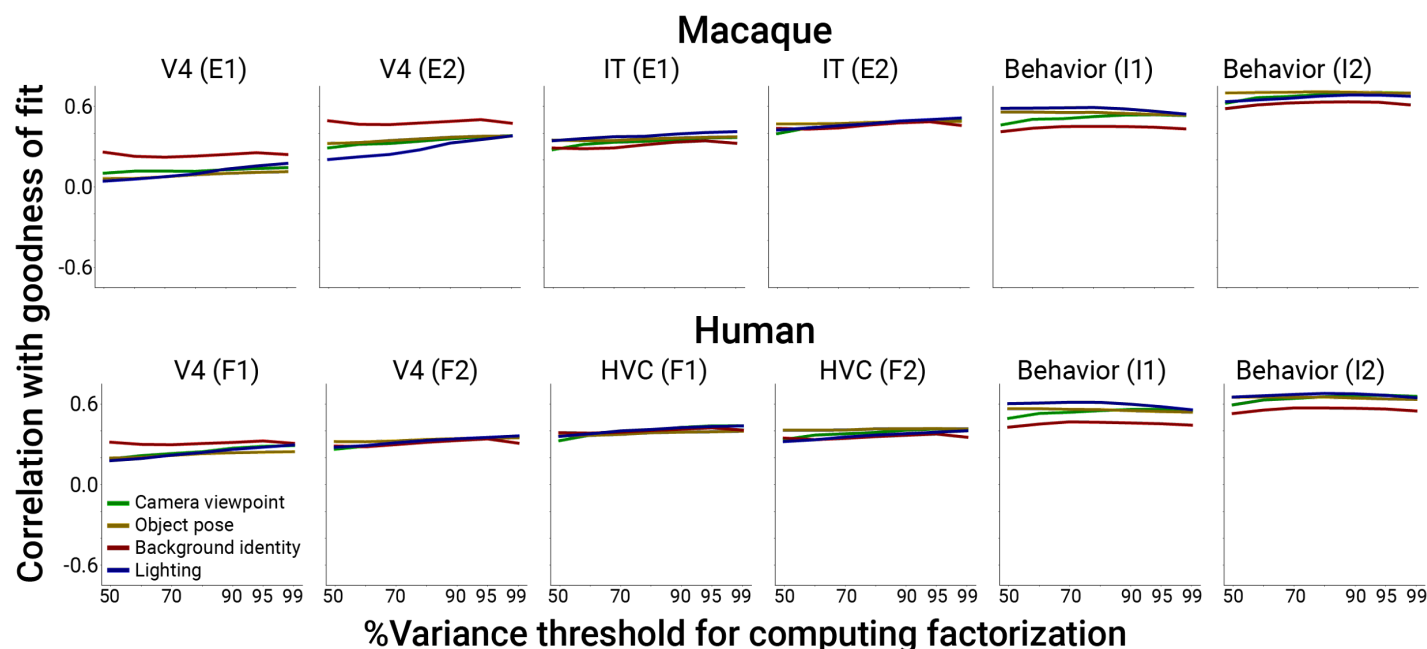 Macaque
V4 (E1) V4 (E2) IT (E1) IT (E2) Behavior (I1) Behavior (I2)
0.6
0.0
-0.6
Correlation with goodness of fit
Human
V4 (F1) V4 (F2) HVC (F1) HVC (F2) Behavior (I1) Behavior (I2)
0.6
0.0
-0.6
Camera viewpoint
Object pose
Background identity
Lighting
50 70 90 95 99 50 70 90 95 99 50 70 90 95 99 50 70 90 95 99 50 70 90 95 99 50 70 90 95 99
%Variance threshold for computing factorization